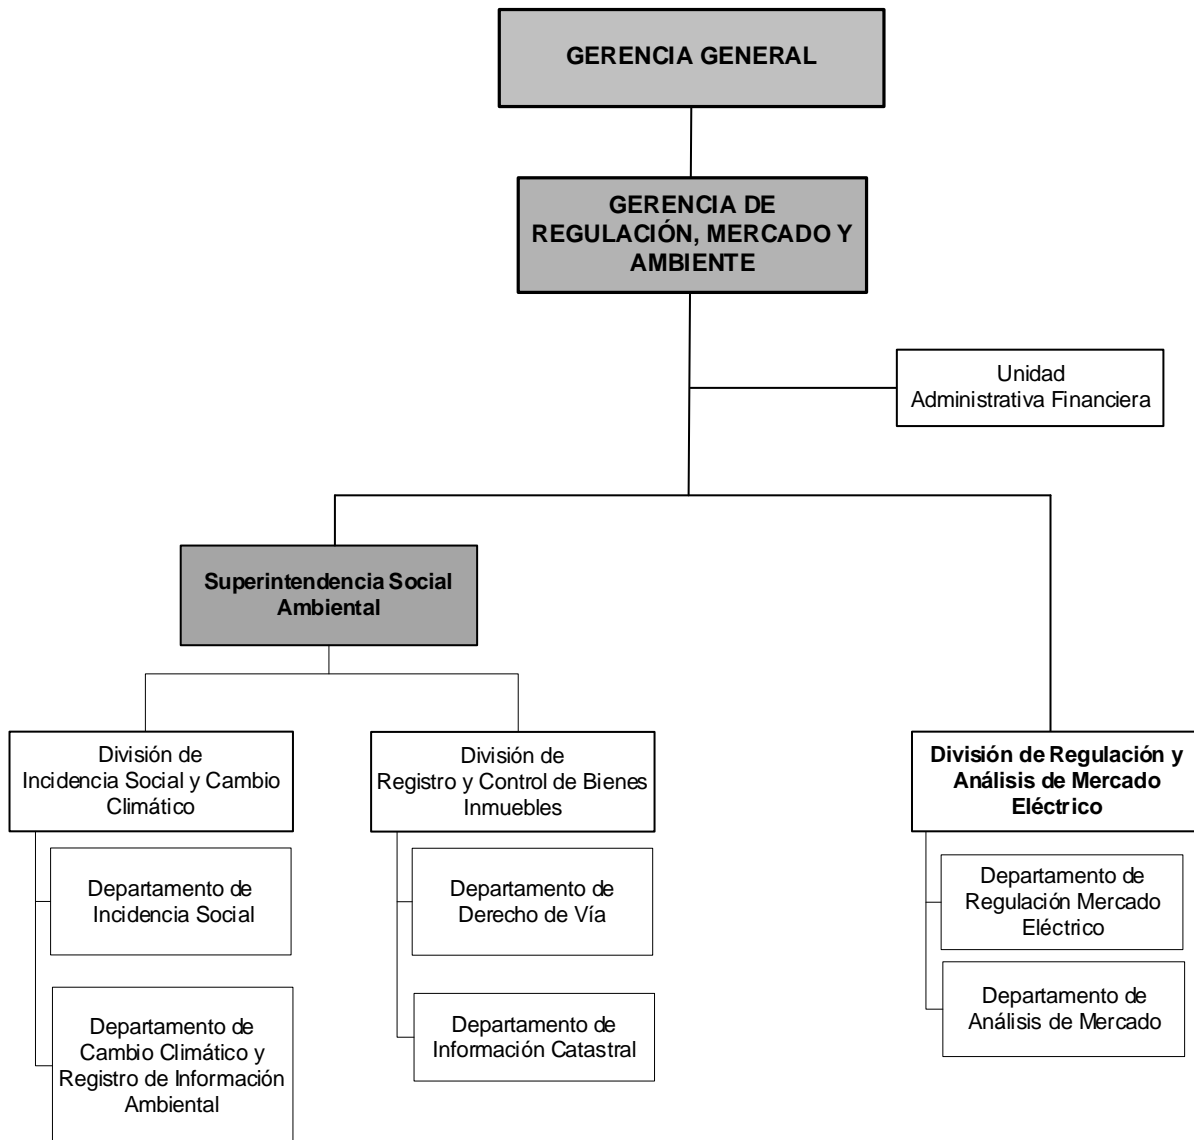 GERENCIA GENERAL
GERENCIA DE
REGULACIÓN, MERCADO Y
AMBIENTE
Unidad
Administrativa Financiera
Superintendencia Social
Ambiental
División de
Incidencia Social y Cambio
Climático
División de
Registro y Control de Bienes
Inmuebles
División de Regulación y
Análisis de Mercado
Eléctrico
Departamento de
Incidencia Social
Departamento de
Derecho de Vía
Departamento de
Regulación Mercado
Eléctrico
Departamento de
Cambio Climático y
Registro de Información
Ambiental
Departamento de
Información Catastral
Departamento de
Análisis de Mercado